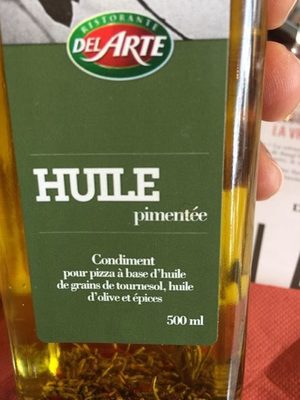 RISTORANTE
DEL ARTE
HUILE
pimentée
Condiment
pour pizza à base d'huile
de grains de tournesol, huile
d'olive et épices
500 ml
LA V